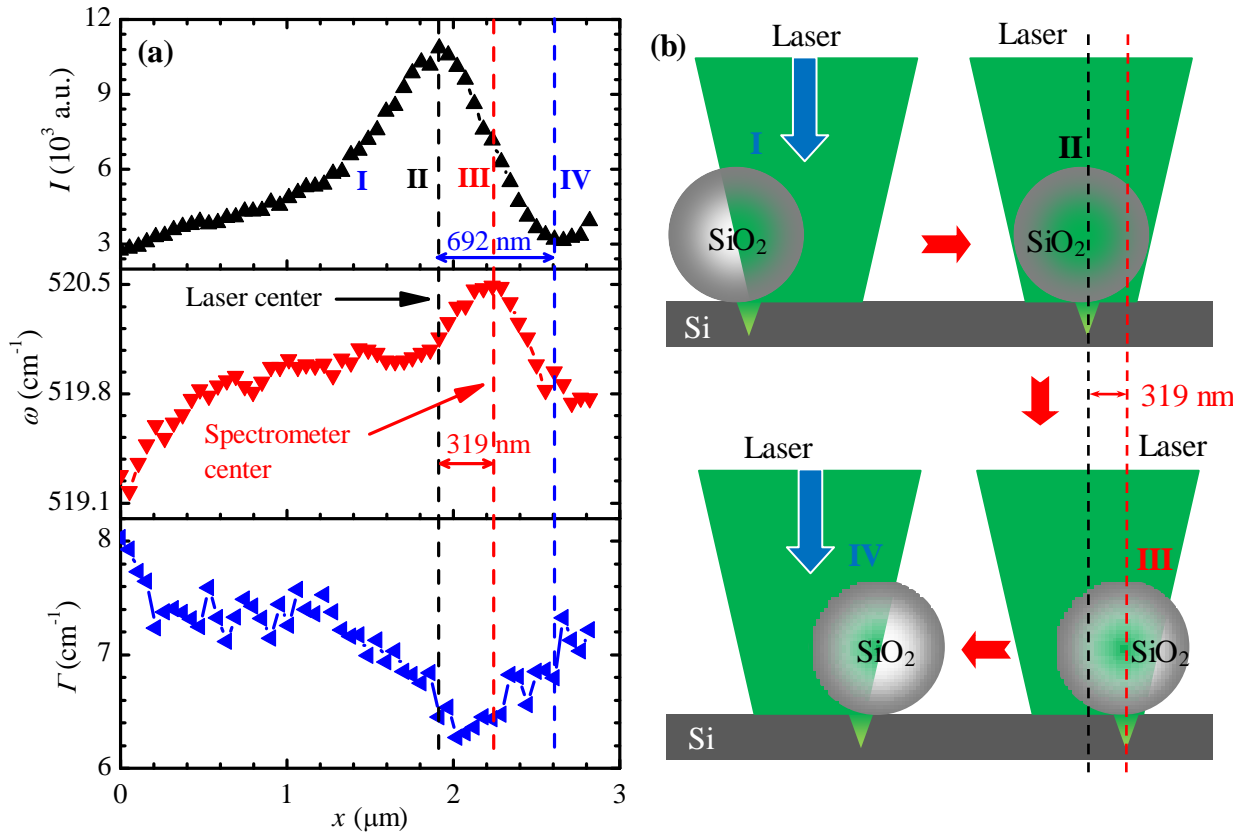 (a)
I (10³ a.u.)
12
9
6
3
I
II
III
IV
692 nm
ω (cm⁻¹)
520.5
519.8
519.1
Laser center
Spectrometer
center
319 nm
Γ (cm⁻¹)
8
7
6
0
1
2
3
x (μm)
(b)
Laser
Laser
I
II
SiO₂
SiO₂
Si
319 nm
Laser
Laser
IV
III
SiO₂
SiO₂
Si